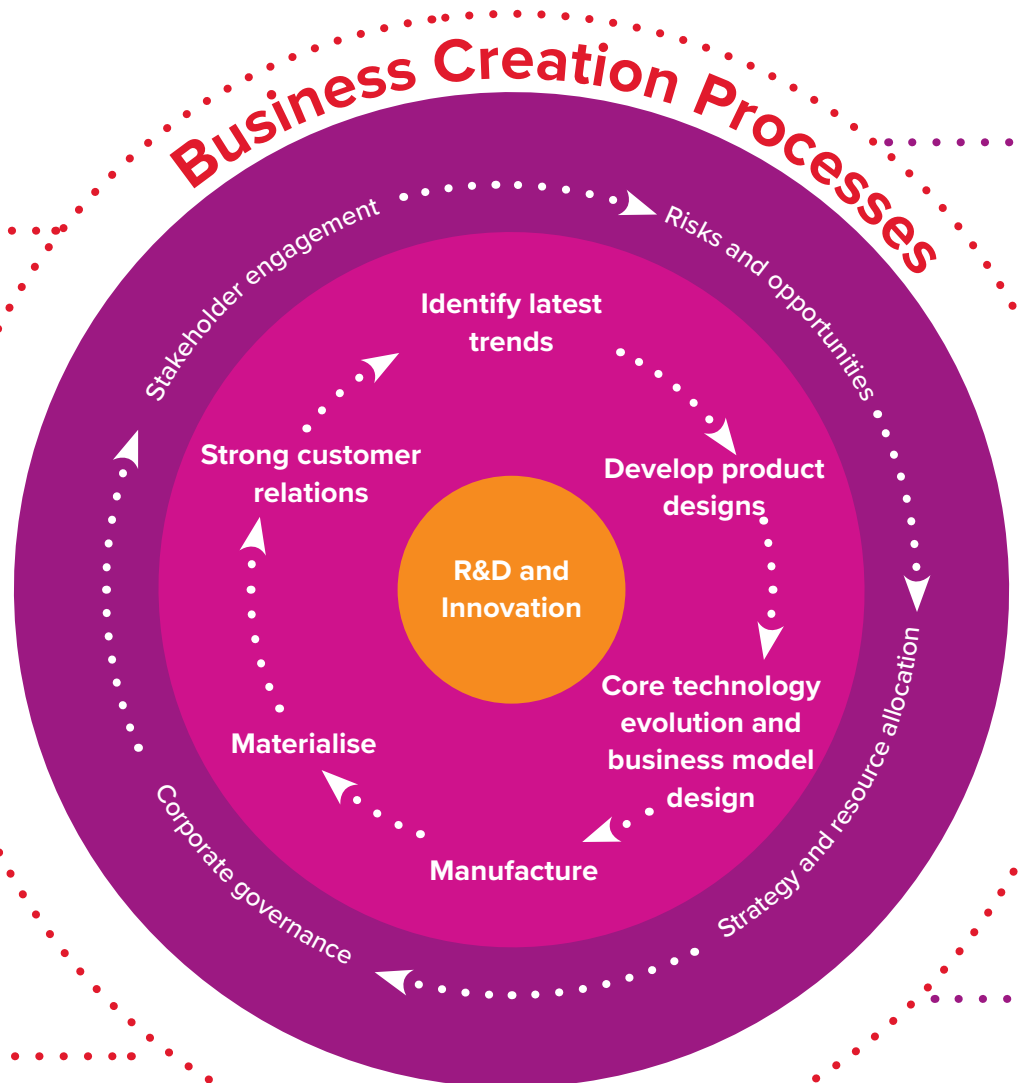 Business Creation Processes
Stakeholder engagement
Risks and opportunities
Strategy and resource allocation
Corporate governance
Identify latest
trends
Develop product
designs
Core technology
evolution and
business model
design
Manufacture
Materialise
Strong customer
relations
R&D and
Innovation